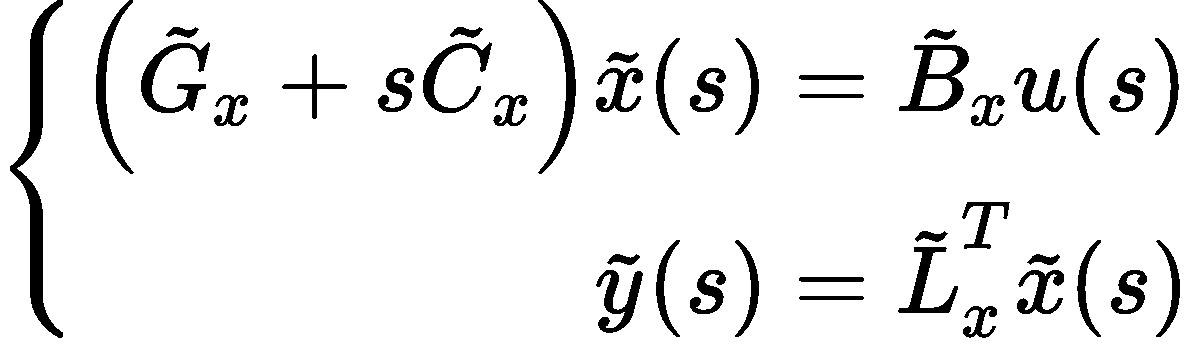 (G̃ₓ + sC̃ₓ) x̃(s) = B̃ₓu(s)
ỹ(s) = L̃ₓᵀx̃(s)